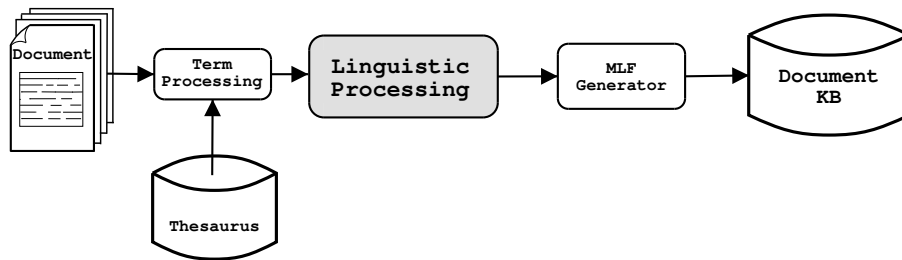 Document
Term
Processing
Linguistic
Processing
MLF
Generator
Document
KB
Thesaurus